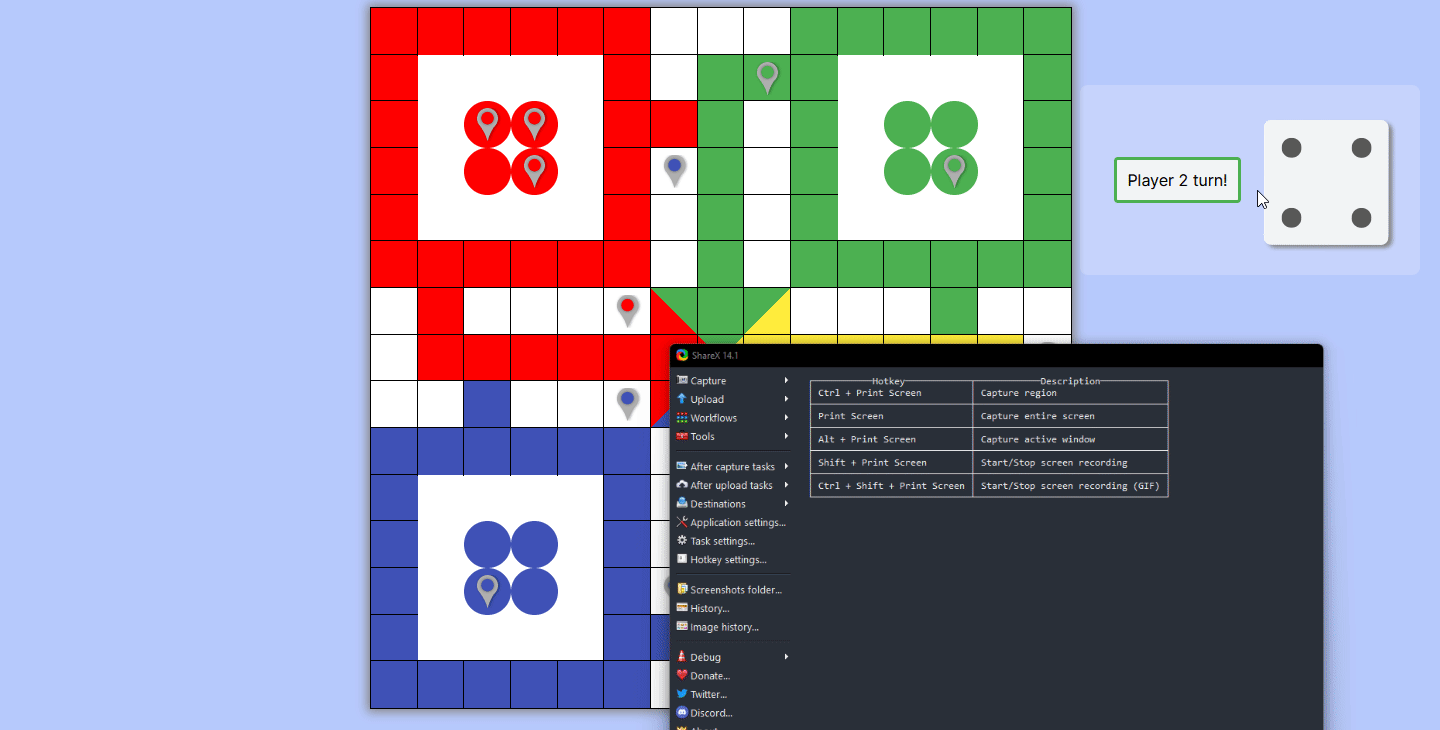 Player 2 turn!
ShareX 14.1
Capture
Upload
Workflows
Tools
After capture tasks
After upload tasks
Destinations
Application settings...
Task settings...
Hotkey settings...
Screenshots folder...
History...
Image history...
Debug
Donate...
Twitter...
Discord...
Hotkey Description
Ctrl + Print Screen Capture region
Print Screen Capture entire screen
Alt + Print Screen Capture active window
Shift + Print Screen Start/Stop screen recording
Ctrl + Shift + Print Screen Start/Stop screen recording (GIF)